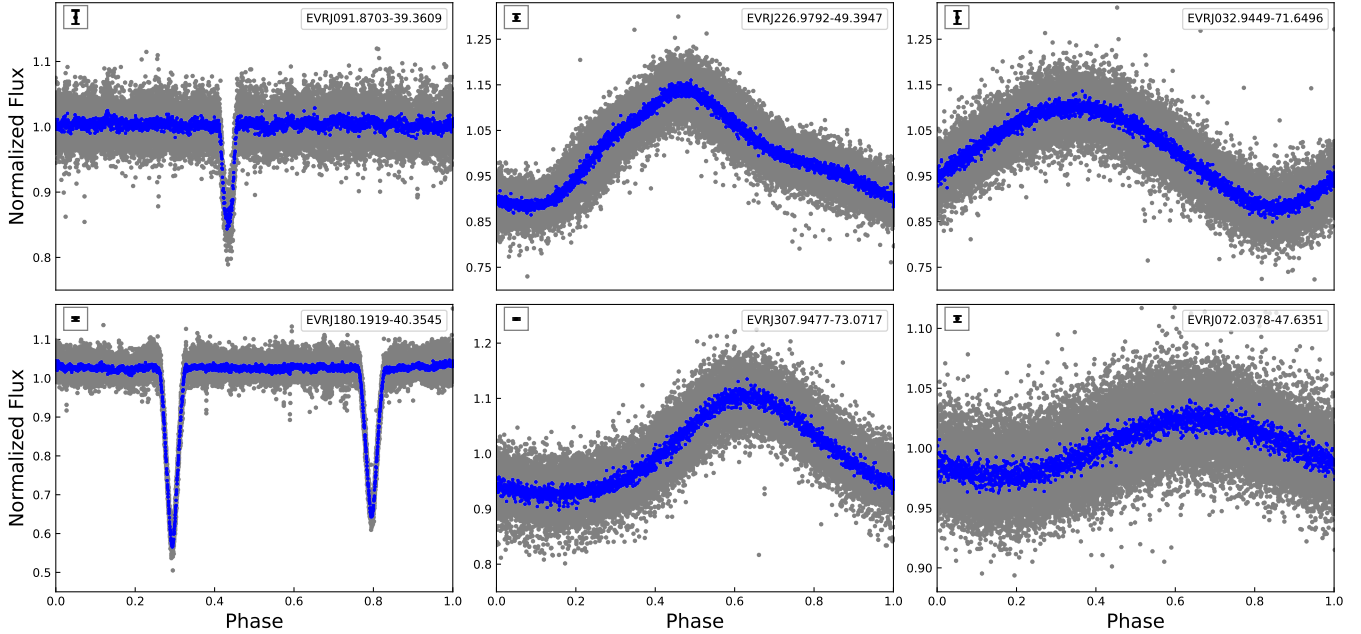 EVRJ091.8703-39.3609
EVRJ226.9792-49.3947
EVRJ032.9449-71.6496
1.1
1.0
0.9
0.8
Normalized Flux
1.25
1.15
1.05
0.95
0.85
0.75
1.25
1.15
1.05
0.95
0.85
0.75
EVRJ180.1919-40.3545
EVRJ307.9477-73.0717
EVRJ072.0378-47.6351
1.1
1.0
0.9
0.8
0.7
0.6
0.5
Normalized Flux
1.2
1.1
1.0
0.9
0.8
1.10
1.05
1.00
0.95
0.90
0.0 0.2 0.4 0.6 0.8 1.0
0.0 0.2 0.4 0.6 0.8 1.0
0.0 0.2 0.4 0.6 0.8 1.0
Phase
Phase
Phase